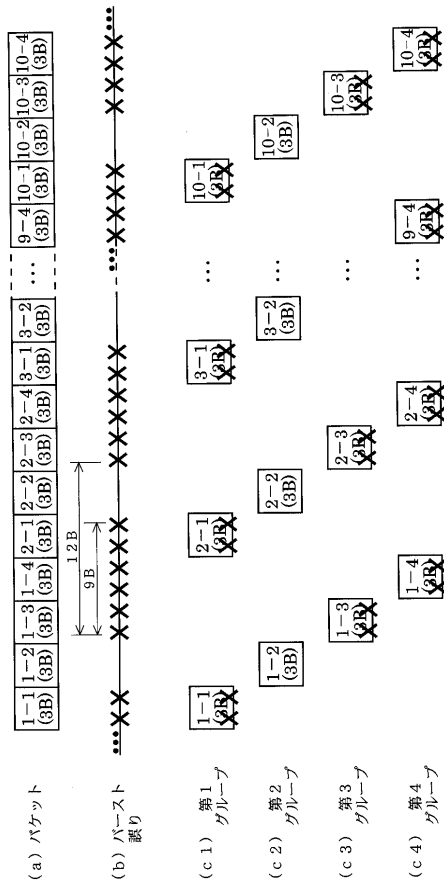 (a) パケット
1-1 (3B) 1-2 (3B) 1-3 (3B) 1-4 (3B) 2-1 (3B) 2-2 (3B) 2-3 (3B) 2-4 (3B) 3-1 (3B) 3-2 (3B) ... 9-4 (3B) 10-1 (3B) 10-2 (3B) 10-3 (3B) 10-4 (3B)
12B
9B
(b) バースト
誤り
(c1) 第1
グループ
1-1 (3B) 2-1 (3B) 3-1 (3B) ... 10-1 (3B)
(c2) 第2
グループ
1-2 (3B) 2-2 (3B) 3-2 (3B) ... 10-2 (3B)
(c3) 第3
グループ
1-3 (3B) 2-3 (3B) ... 10-3 (3B)
(c4) 第4
グループ
1-4 (3B) 2-4 (3B) ... 9-4 (3B) 10-4 (3B)